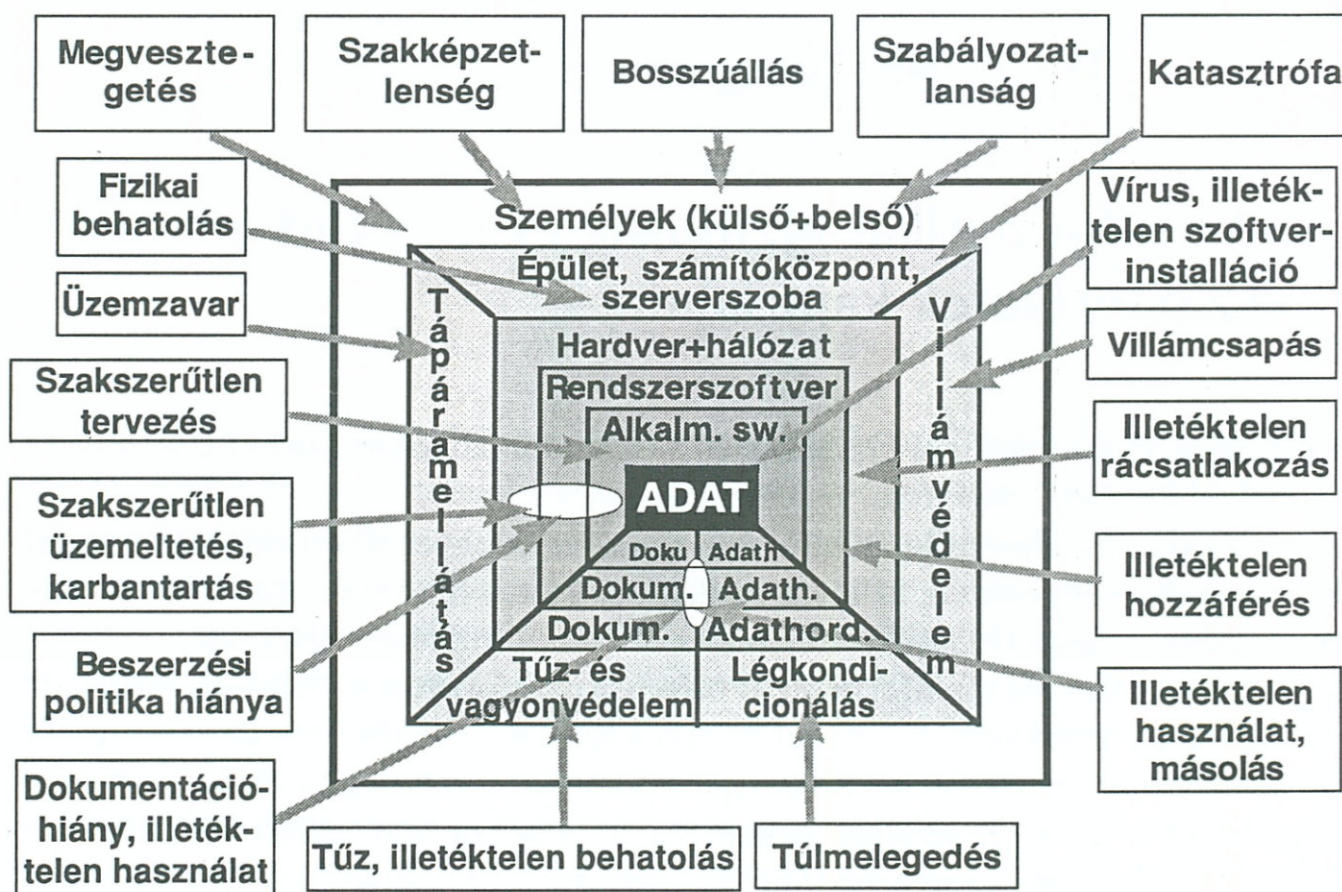 Megveszte-
getés
Szakképzet-
lenség
Bosszúállás
Szabályozat-
lanság
Katasztrófa
Fizikai
behatolás
Üzemzavar
Szakszerűtlen
tervezés
Szakszerűtlen
üzemeltetés,
karbantartás
Beszerzési
politika hiánya
Dokumentáció-
hiány, illeték-
telen használat
Személyek (külső+belső)
Épület, számítóközpont,
szerverszoba
Tápáramellátás
Hardver+hálózat
Rendszerszoftver
Alkalm. sw.
ADAT
Doku
Adath
Dokum.
Adath.
Dokum.
Adathord.
Tűz- és
vagyonvédelem
Légkondi-
cionálás
Villámvédelem
Vírus, illeték-
telen szoftver-
installáció
Villámcsapás
Illetéktelen
rácsatlakozás
Illetéktelen
hozzáférés
Illetéktelen
használat,
másolás
Tűz, illetéktelen behatolás
Túlmelegedés